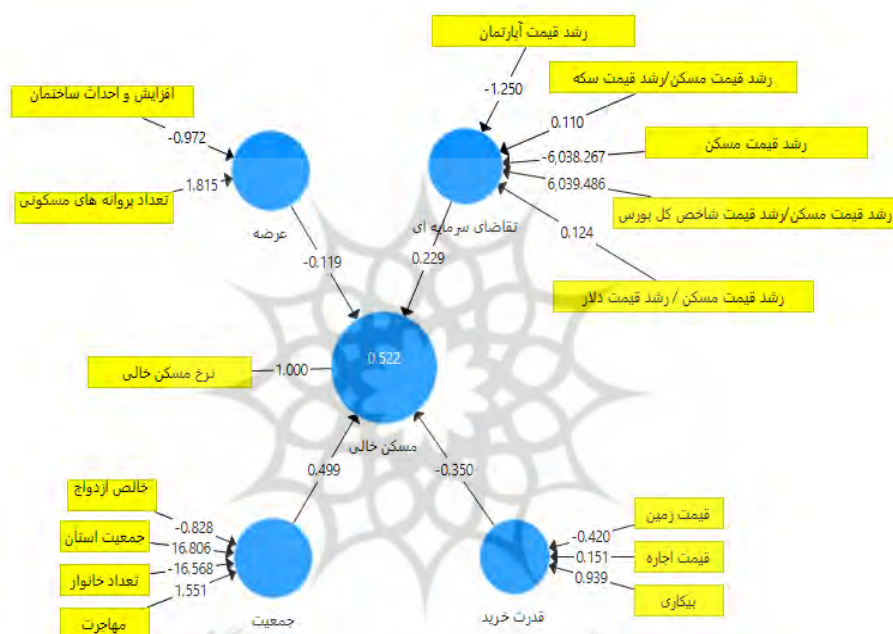 رشد قیمت آپارتمان
افزایش و احداث ساختمان
رشد قیمت مسکن/رشد قیمت سکه
-1.250
-0.972
0.110
رشد قیمت مسکن
-6,038.267
1.815
6,039.486
تعداد پروانه های مسکونی
رشد قیمت مسکن/رشد قیمت شاخص کل بورس
عرضه
تقاضای سرمایه ای
0.124
-0.119
0.229
رشد قیمت مسکن / رشد قیمت دلار
0.522
نرخ مسکن خالی
1.000
مسکن خالی
0.499
-0.350
خالص ازدواج
قیمت زمین
-0.828
-0.420
جمعیت استان
16.806
0.151
قیمت اجاره
-16.568
تعداد خانوار
0.939
1.551
بیکاری
مهاجرت
جمعیت
قدرت خرید